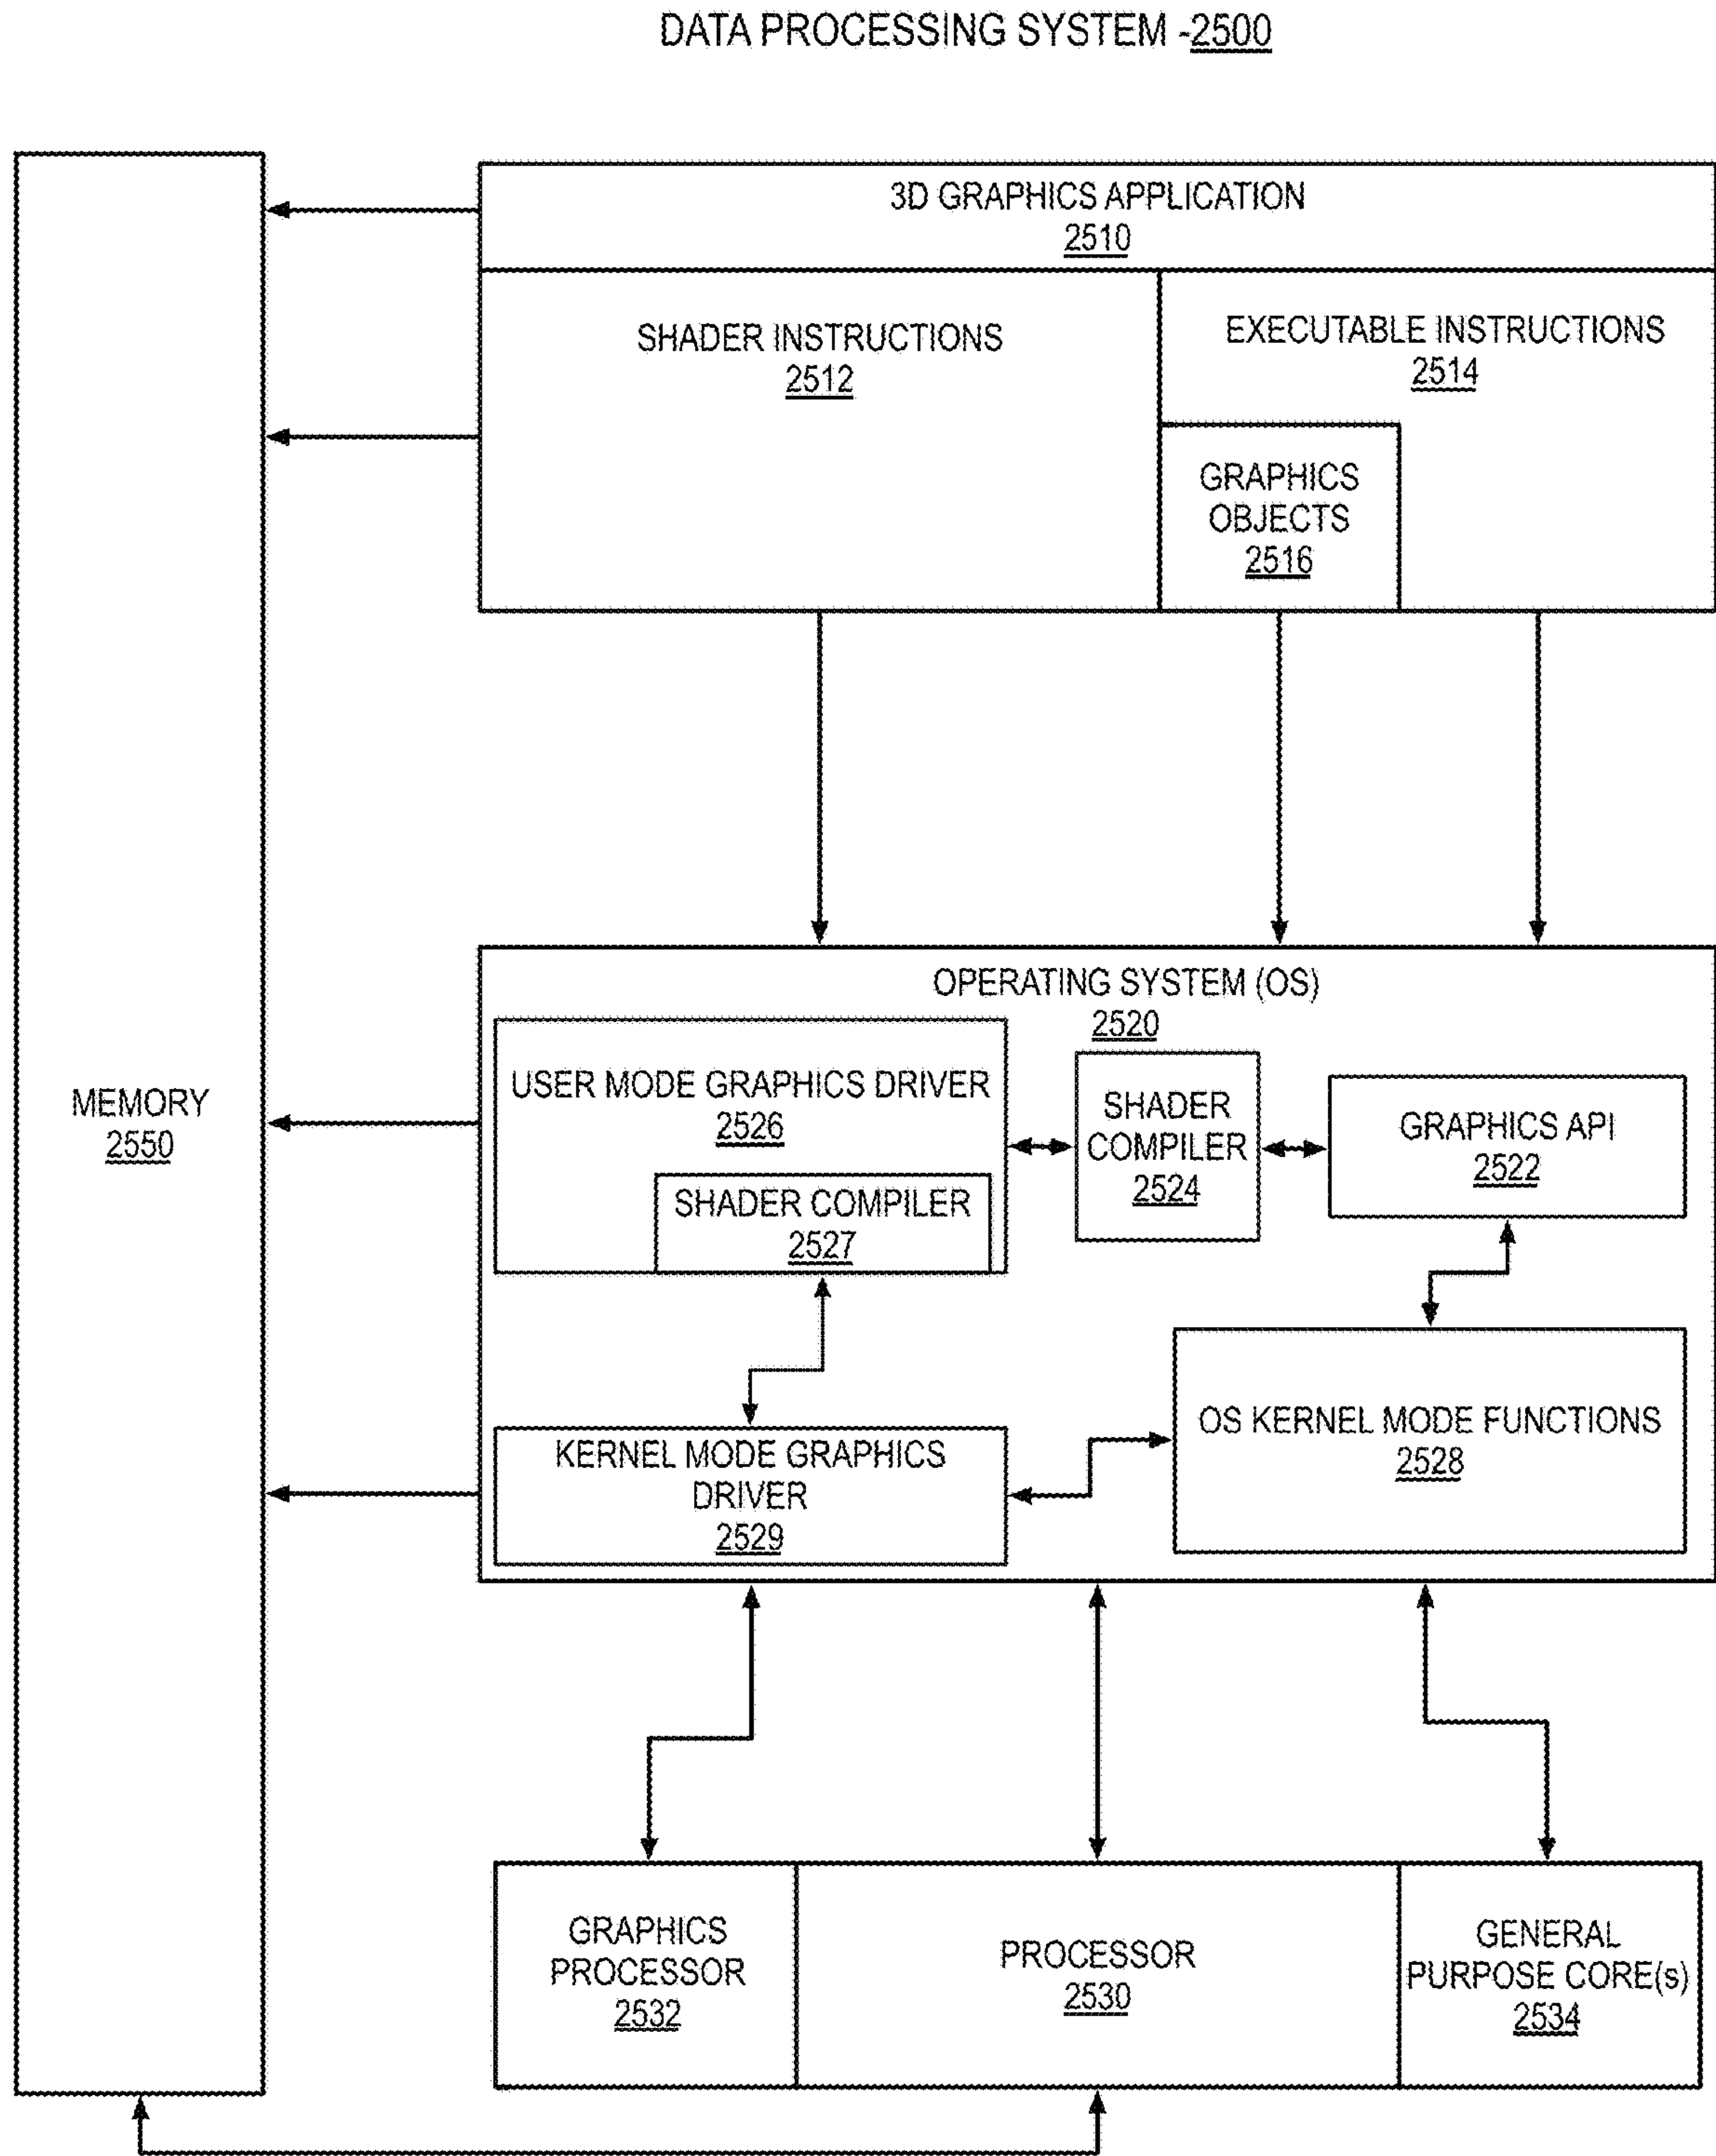 DATA PROCESSING SYSTEM -2500
3D GRAPHICS APPLICATION
2510
SHADER INSTRUCTIONS
2512
EXECUTABLE INSTRUCTIONS
2514
GRAPHICS
OBJECTS
2516
MEMORY
2550
OPERATING SYSTEM (OS)
2520
USER MODE GRAPHICS DRIVER
2526
SHADER COMPILER
2527
SHADER
COMPILER
2524
GRAPHICS API
2522
KERNEL MODE GRAPHICS
DRIVER
2529
OS KERNEL MODE FUNCTIONS
2528
GRAPHICS
PROCESSOR
2532
PROCESSOR
2530
GENERAL
PURPOSE CORE(s)
2534